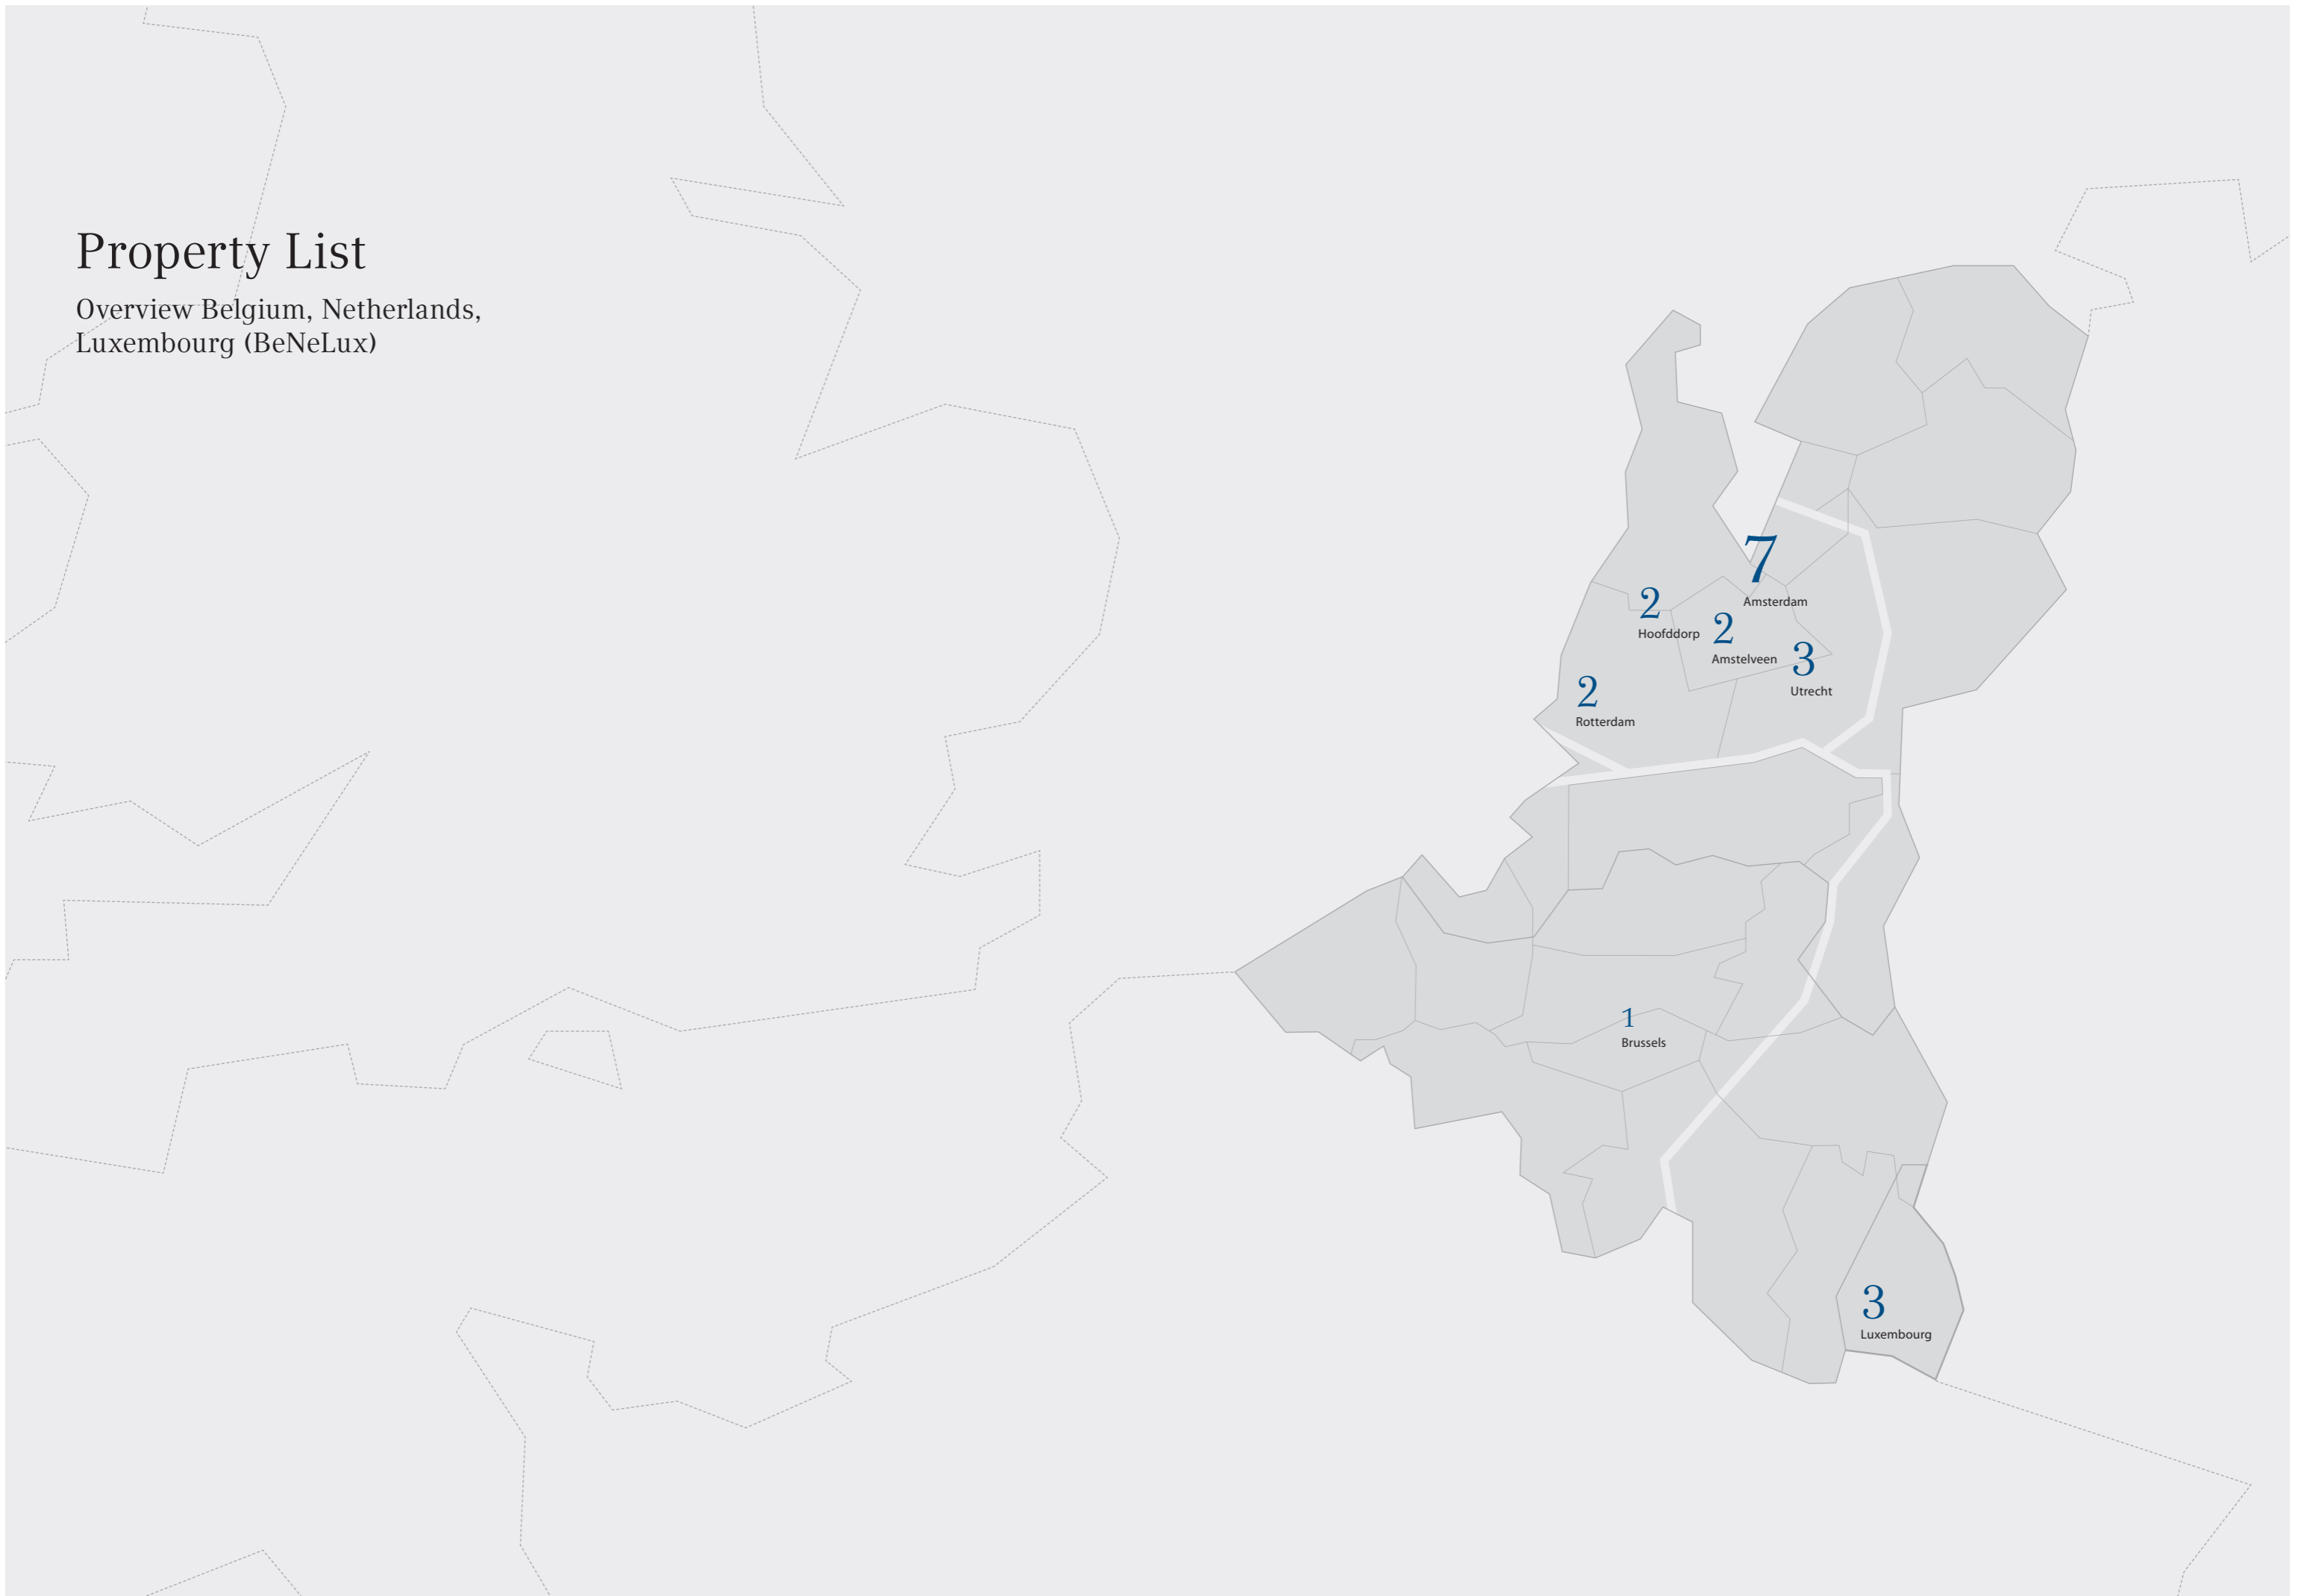 Property List
Overview Belgium, Netherlands,
Luxembourg (BeNeLux)
7
Amsterdam
2
Hoofddorp
2
Amstelveen
3
Utrecht
2
Rotterdam
1
Brussels
3
Luxembourg